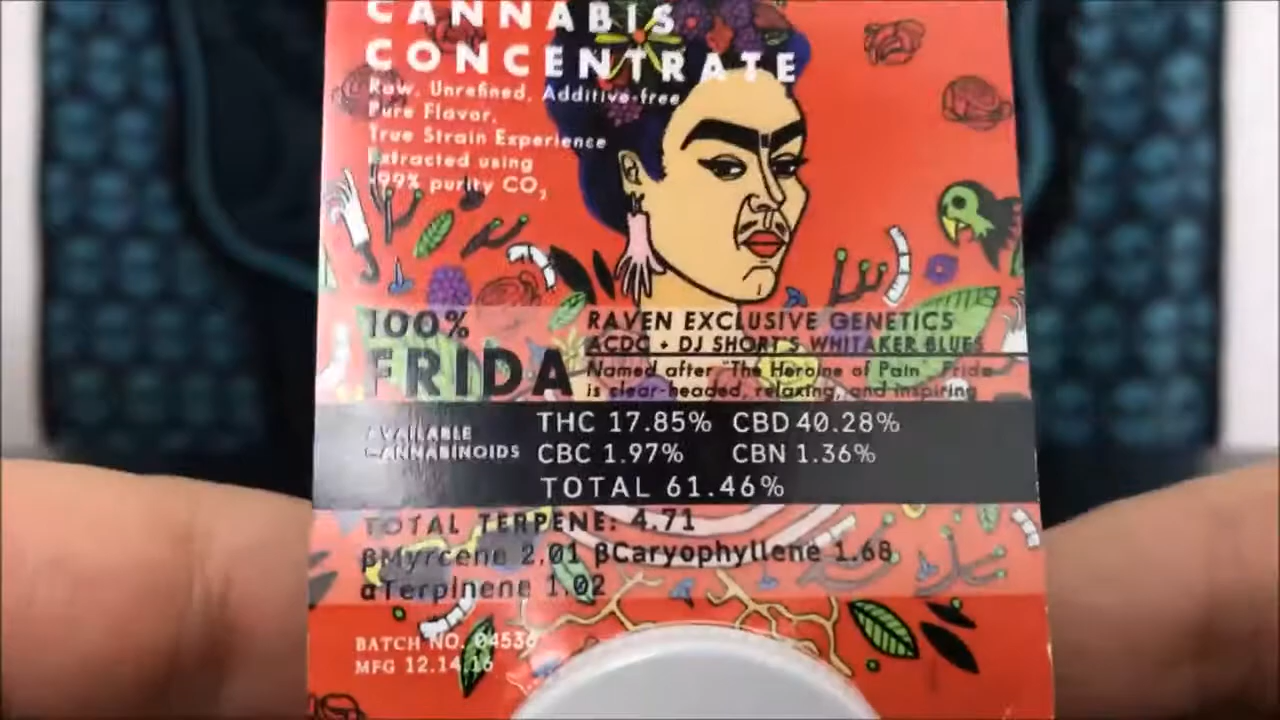 CANNABIS
CONCENTRATE
Raw, Unrefined, Additive-free
Pure Flavor.
True Strain Experience
Extracted using
99% purity CO₂
100%
FRIDA
RAVEN EXCLUSIVE GENETICS
ACDC + DJ SHORT'S WHITAKER BLUES
Named after "The Heroine of Pain" Frida
is clear-headed, relaxing, and inspiring
AVAILABLE
CANNABINOIDS
THC 17.85% CBD 40.28%
CBC 1.97% CBN 1.36%
TOTAL 61.46%
TOTAL TERPENE: 4.71
βMyrcene 2.01 βCaryophyllene 1.68
αTerpinene 1.02
BATCH NO. 04536
MFG 12.14.16